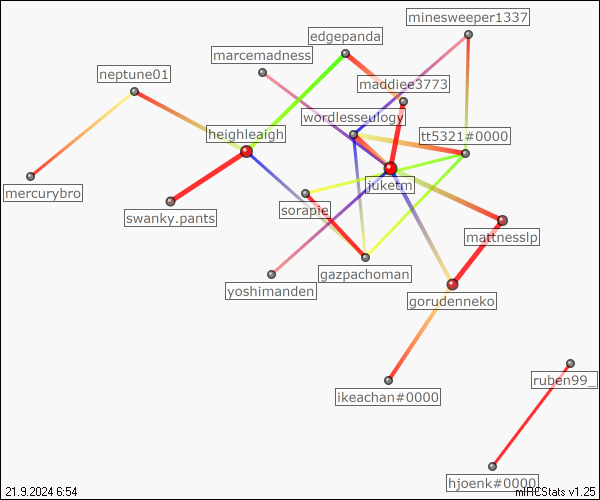 minesweeper1337
edgepanda
marcemadness
neptune01
maddiee3773
wordlesseulogy
heighleaigh
tt5321#0000
juketm
mercurybro
swanky.pants
sorapie
mattnesslp
gazpachoman
yoshimanden
gorudenneko
ruben99_
ikeachan#0000
hjoenk#0000
21.9.2024 6:54
mIRCStats v1.25